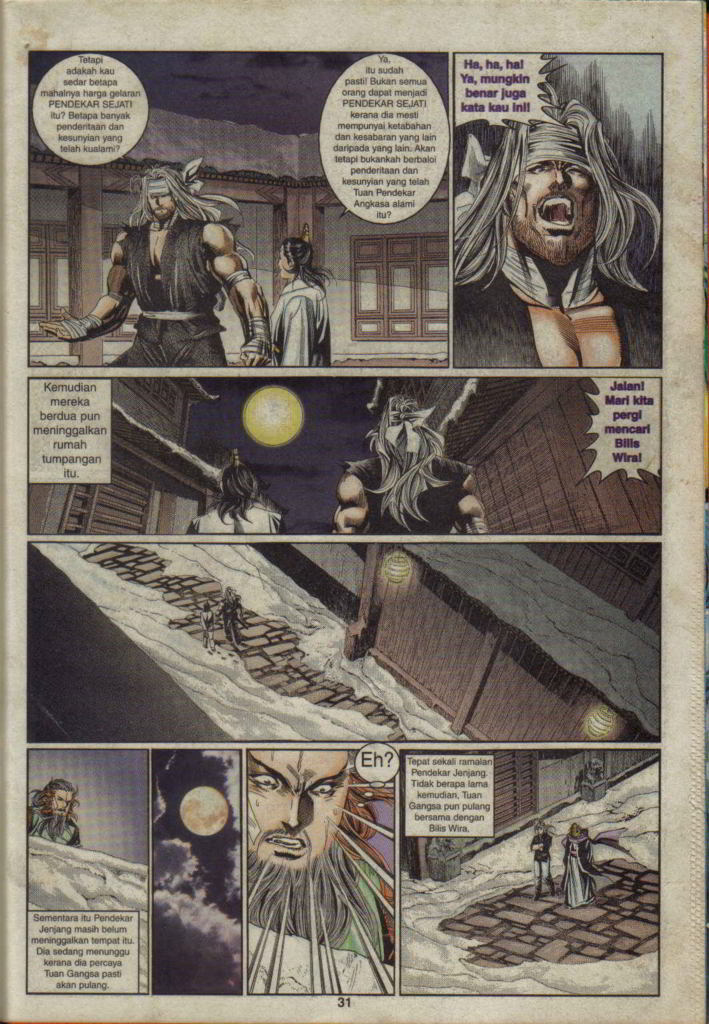 Tetapi
adakah kau
sedar betapa
mahalnya harga gelaran
PENDEKAR SEJATI
itu? Betapa banyak
penderitaan dan
kesunyian yang
telah kualami?
Ya,
itu sudah
pasti! Bukan semua
orang dapat menjadi
PENDEKAR SEJATI
kerana dia mesti
mempunyai ketabahan
dan kesabaran yang lain
daripada yang lain. Akan
tetapi bukankah berbaloi
penderitaan dan
kesunyian yang telah
Tuan Pendekar
Angkasa alami
itu?
Ha, ha, ha!
Ya, mungkin
benar juga
kata kau ini!
Kemudian
mereka
berdua pun
meninggalkan
rumah
tumpangan
itu.
Jalan!
Mari kita
pergi
mencari
Bilis
Wira!
Sementara itu Pendekar
Jenjang masih belum
meninggalkan tempat itu.
Dia sedang menunggu
kerana dia percaya
Tuan Gangsa pasti
akan pulang.
Eh?
Tepat sekali ramalan
Pendekar Jenjang.
Tidak berapa lama
kemudian, Tuan
Gangsa pun pulang
bersama dengan
Bilis Wira.
31